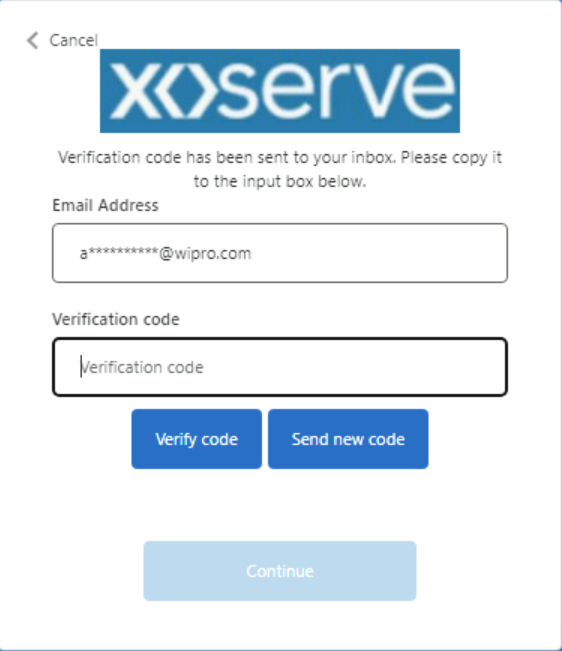 Cancel
xoserve
Verification code has been sent to your inbox. Please copy it
to the input box below.
Email Address
a**********@wipro.com
Verification code
Verification code
Verify code
Send new code
Continue